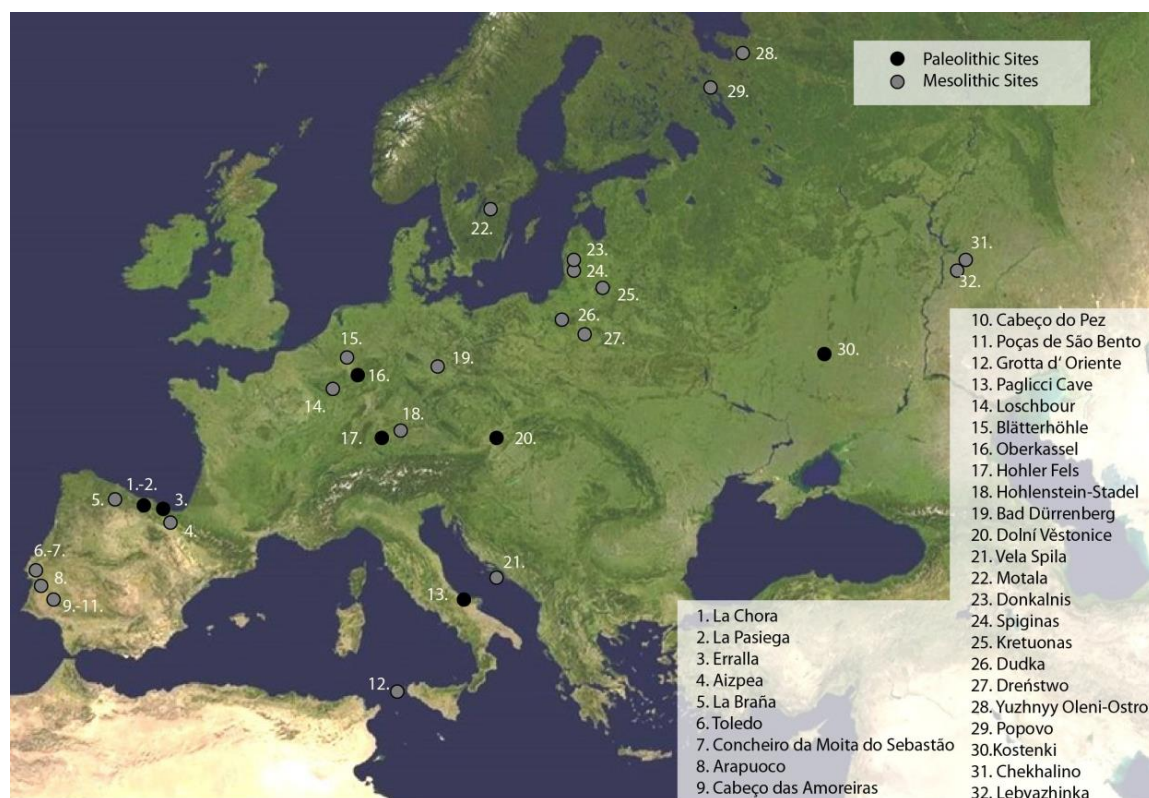 28.
Paleolithic Sites
Mesolithic Sites
29.
22.
23.
24.
25.
31.
32.
26.
27.
15.
16.
19.
30.
14.
18.
17.
20.
1.-2.
3.
5.
4.
6.-7.
8.
9.-11.
21.
13.
12.
1. La Chora
2. La Pasiega
3. Erralla
4. Aizpea
5. La Braña
6. Toledo
7. Concheiro da Moita do Sebastão
8. Arapuoco
9. Cabeço das Amoreiras
10. Cabeço do Pez
11. Poças de São Bento
12. Grotta d‘ Oriente
13. Paglicci Cave
14. Loschbour
15. Blätterhöhle
16. Oberkassel
17. Hohler Fels
18. Hohlenstein-Stadel
19. Bad Dürrenberg
20. Dolní Věstonice
21. Vela Spila
22. Motala
23. Donkalnis
24. Spiginas
25. Kretuonas
26. Dudka
27. Dreństwo
28. Yuzhnyy Oleni-Ostro
29. Popovo
30.Kostenki
31. Chekhalino
32. Lebyazhinka